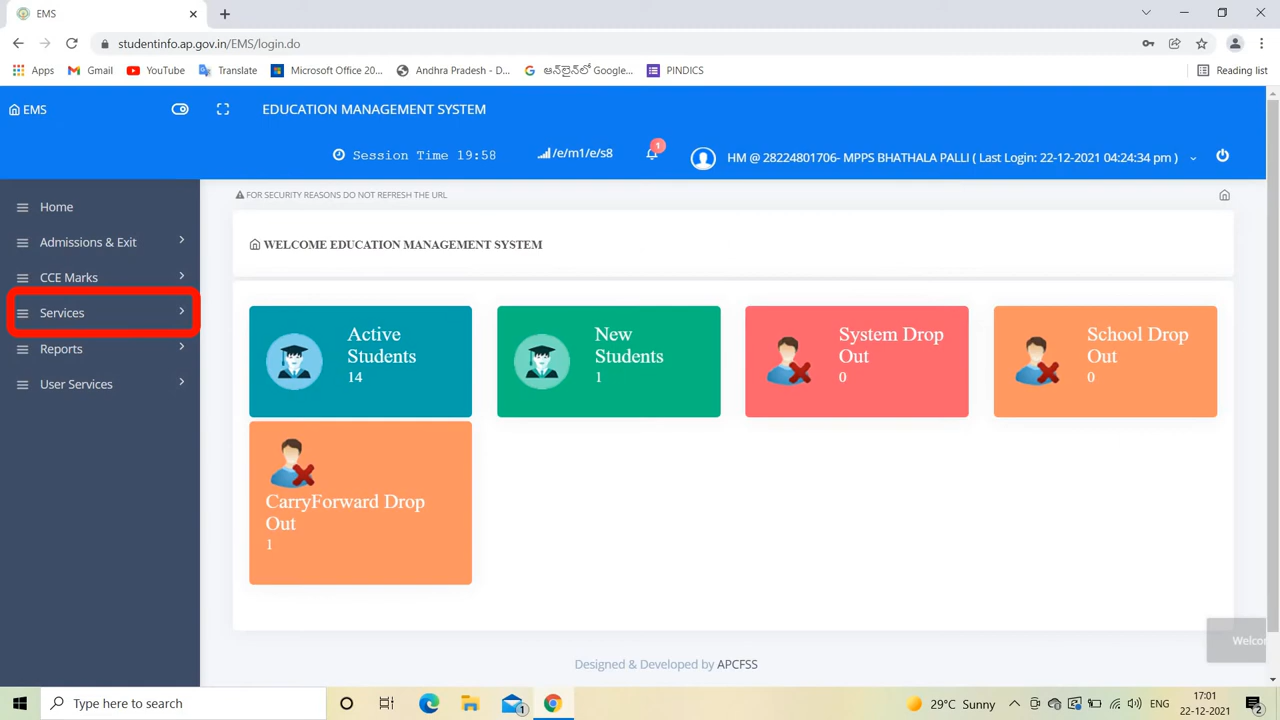 EMS
studentinfo.ap.gov.in/EMS/login.do
Apps Gmail YouTube Translate Microsoft Office 20... Andhra Pradesh - D... ఆన్‌లైన్‌లో Google... PINDICS Reading list
EMS EDUCATION MANAGEMENT SYSTEM
Session Time 19:58 /e/m1/e/s8 1 HM @ 28224801706- MPPS BHATHALA PALLI ( Last Login: 22-12-2021 04:24:34 pm )
FOR SECURITY REASONS DO NOT REFRESH THE URL
Home
Admissions & Exit
CCE Marks
Services
Reports
User Services
WELCOME EDUCATION MANAGEMENT SYSTEM
Active
Students
14
New
Students
1
System Drop
Out
0
School Drop
Out
0
CarryForward Drop
Out
1
Welcom
Designed & Developed by APCFSS
Type here to search
1
29°C Sunny
ENG
17:01
22-12-2021
2